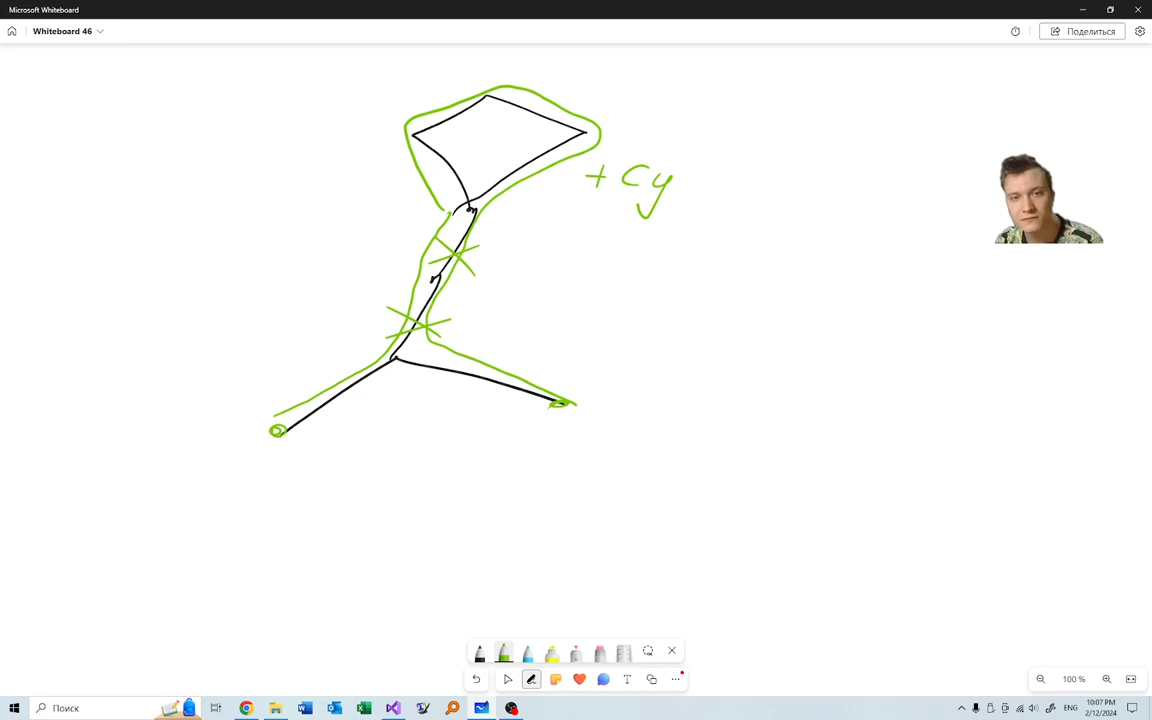 Microsoft Whiteboard
Whiteboard 46
Поделиться
+ Cy
100 %
Поиск
ENG
10:07 PM
2/12/2024